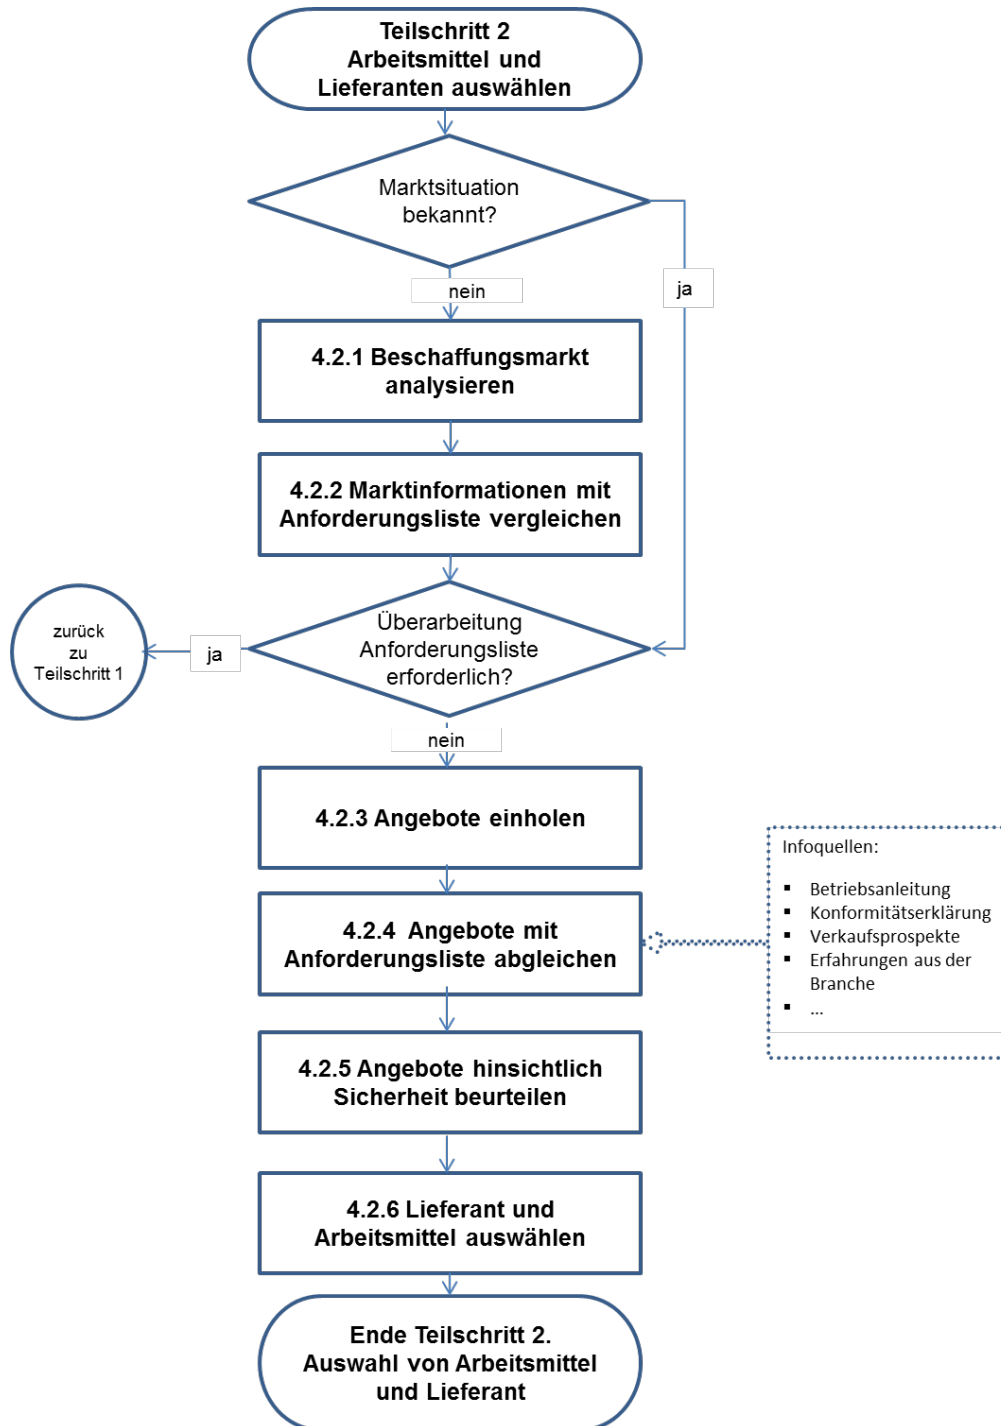 Teilschritt 2
Arbeitsmittel und
Lieferanten auswählen
Marktsituation
bekannt?
nein
ja
4.2.1 Beschaffungsmarkt
analysieren
4.2.2 Marktinformationen mit
Anforderungsliste vergleichen
Überarbeitung
Anforderungsliste
erforderlich?
ja
zurück
zu
Teilschritt 1
nein
4.2.3 Angebote einholen
4.2.4 Angebote mit
Anforderungsliste abgleichen
Infoquellen:
▪ Betriebsanleitung
▪ Konformitätserklärung
▪ Verkaufsprospekte
▪ Erfahrungen aus der
Branche
▪ ...
4.2.5 Angebote hinsichtlich
Sicherheit beurteilen
4.2.6 Lieferant und
Arbeitsmittel auswählen
Ende Teilschritt 2.
Auswahl von Arbeitsmittel
und Lieferant